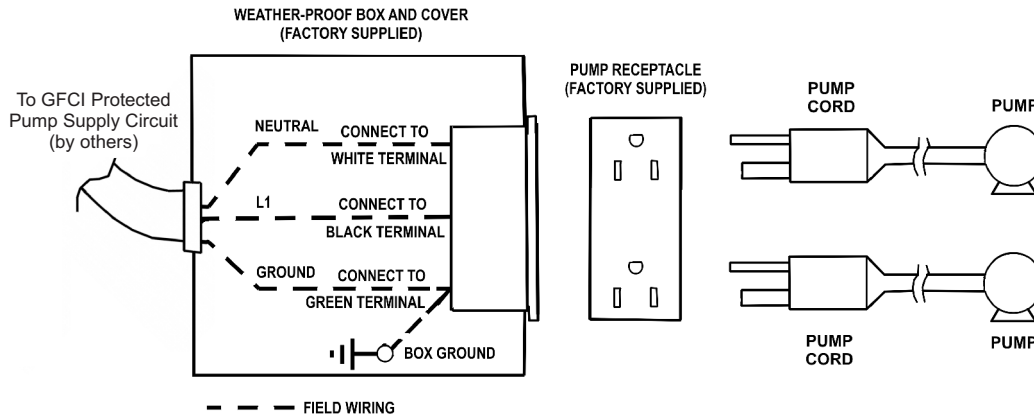 WEATHER-PROOF BOX AND COVER
(FACTORY SUPPLIED)
To GFCI Protected
Pump Supply Circuit
(by others)
NEUTRAL
CONNECT TO
WHITE TERMINAL
L1
CONNECT TO
BLACK TERMINAL
GROUND
CONNECT TO
GREEN TERMINAL
BOX GROUND
FIELD WIRING
PUMP RECEPTACLE
(FACTORY SUPPLIED)
PUMP
CORD
PUMP
PUMP
CORD
PUMP